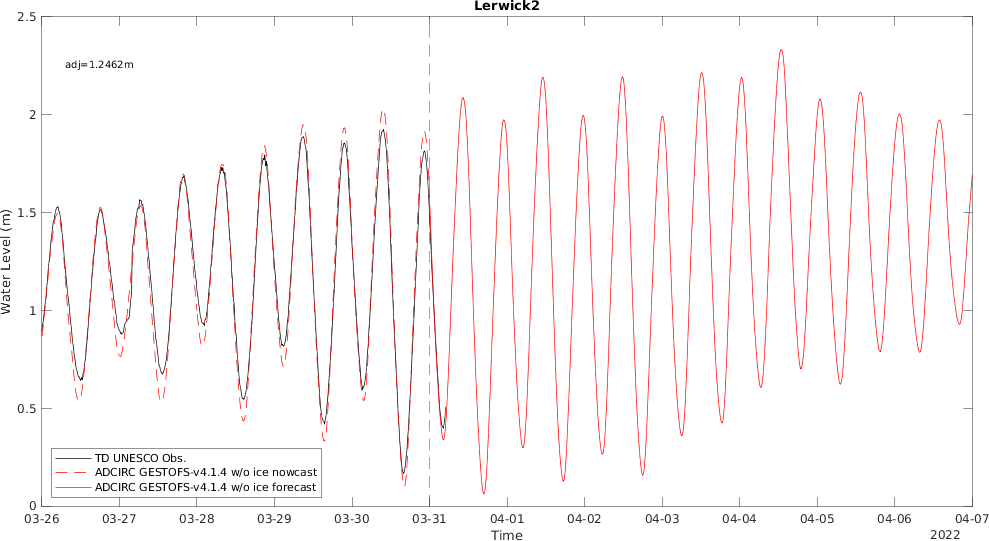 Lerwick2
2.5
2
1.5
1
0.5
0
Water Level (m)
adj=1.2462m
TD UNESCO Obs.
ADCIRC GESTOFS-v4.1.4 w/o ice nowcast
ADCIRC GESTOFS-v4.1.4 w/o ice forecast
03-26 03-27 03-28 03-29 03-30 03-31 04-01 04-02 04-03 04-04 04-05 04-06 04-07
Time
2022